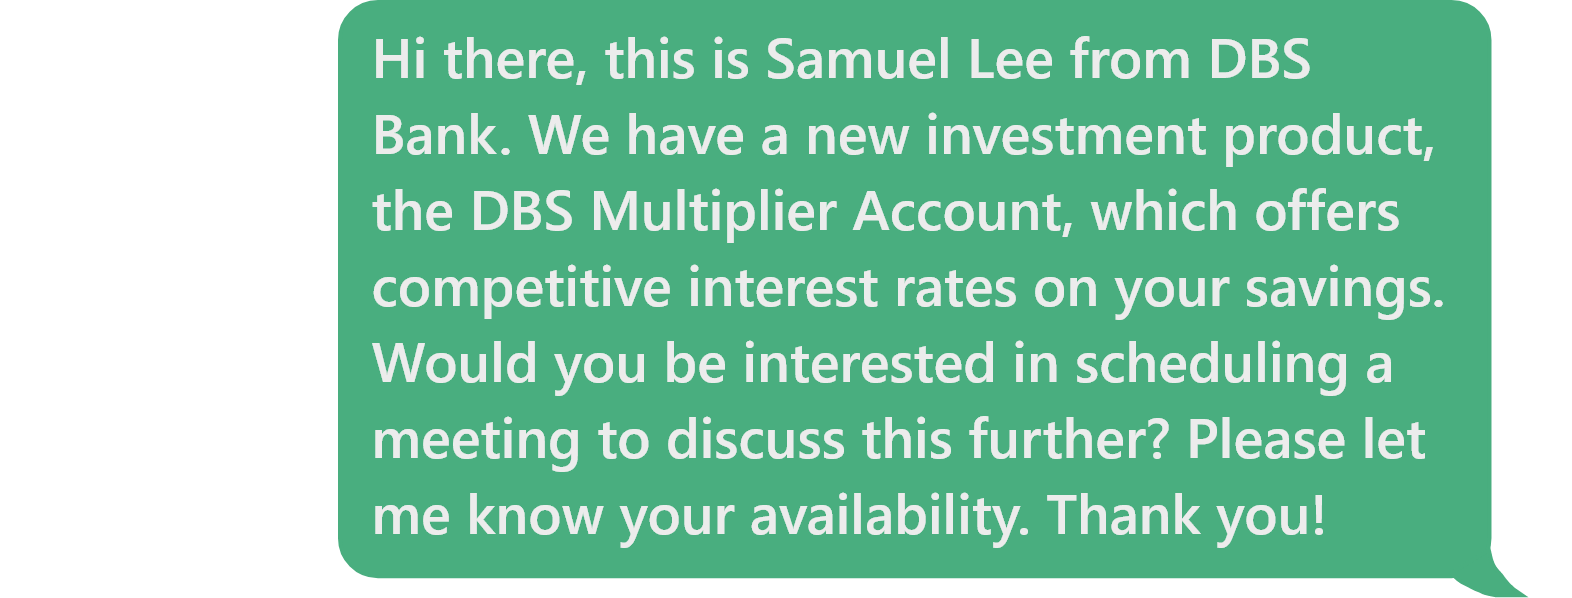 Hi there, this is Samuel Lee from DBS
Bank. We have a new investment product,
the DBS Multiplier Account, which offers
competitive interest rates on your savings.
Would you be interested in scheduling a
meeting to discuss this further? Please let
me know your availability. Thank you!